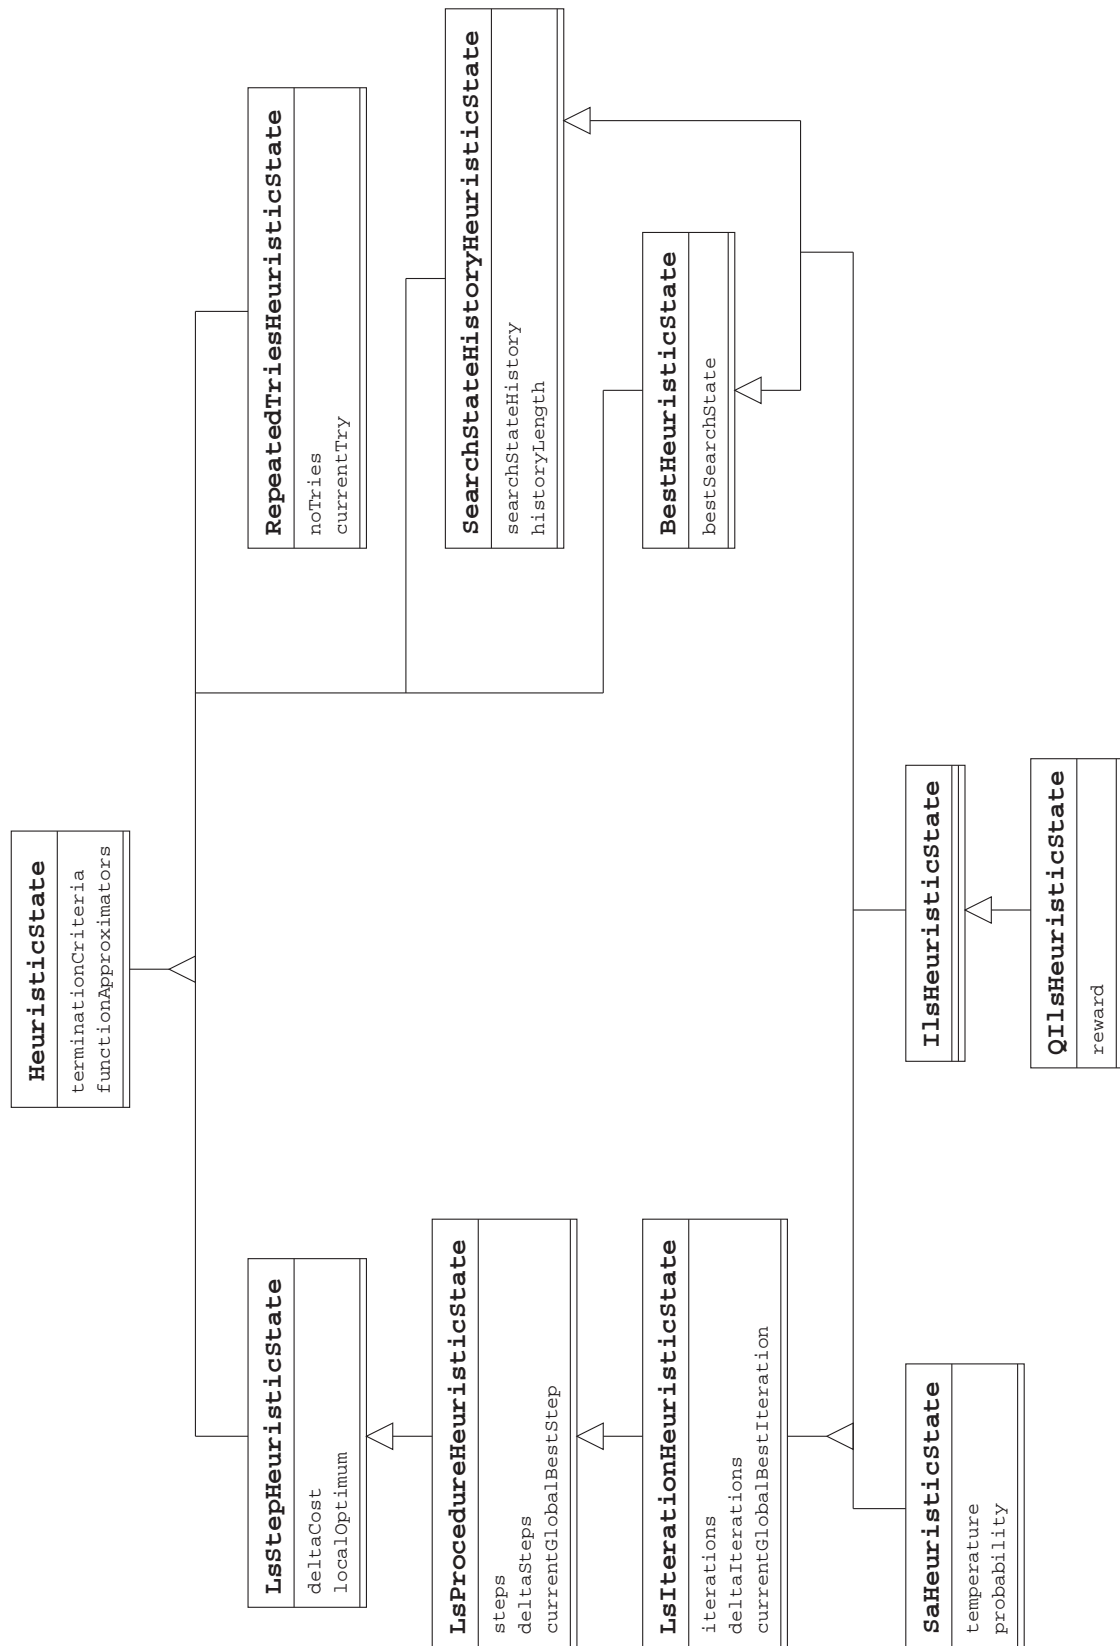 HeuristicState
terminationCriteria
functionApproximators
LsStepHeuristicState
deltaCost
localOptimum
RepeatedTriesHeuristicState
noTries
currentTry
LsProcedureHeuristicState
steps
deltaSteps
currentGlobalBestStep
SearchStateHistoryHeuristicState
searchStateHistory
historyLength
LsIterationHeuristicState
iterations
deltaIterations
currentGlobalBestIteration
BestHeuristicState
bestSearchState
SaHeuristicState
temperature
probability
IlsHeuristicState
QIlsHeuristicState
reward